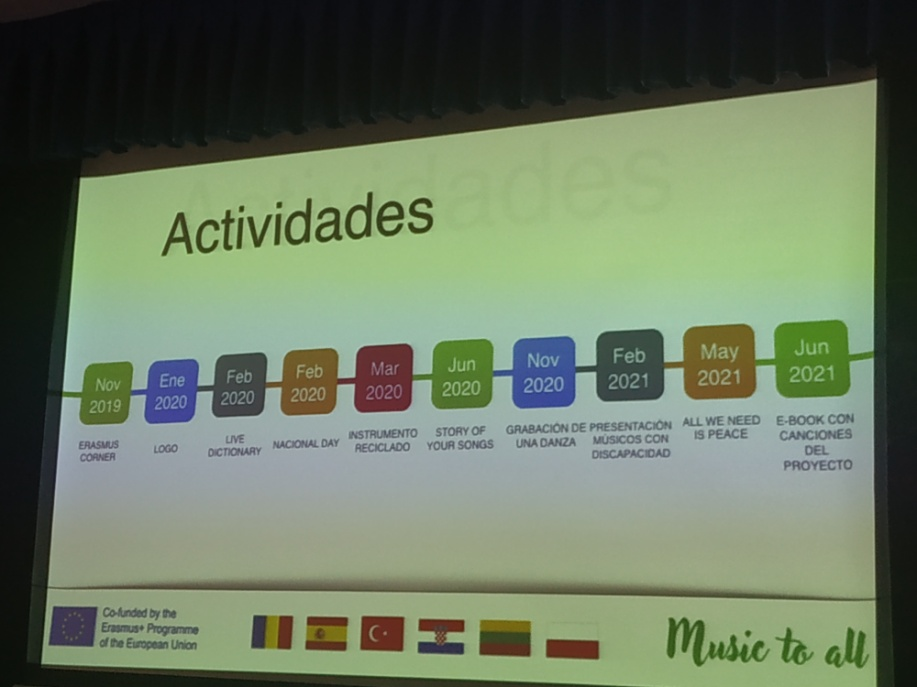 Actividades
Nov
2019
Ene
2020
Feb
2020
Feb
2020
Mar
2020
Jun
2020
Nov
2020
Feb
2021
May
2021
Jun
2021
ERASMUS
CORNER
LOGO
LIVE
DICTIONARY
NACIONAL DAY
INSTRUMENTO
RECICLADO
STORY OF
YOUR SONGS
GRABACIÓN DE
UNA DANZA
PRESENTACIÓN
MÚSICOS CON
DISCAPACIDAD
ALL WE NEED
IS PEACE
E-BOOK CON
CANCIONES
DEL
PROYECTO
Co-funded by the
Erasmus+ Programme
of the European Union
Music to all